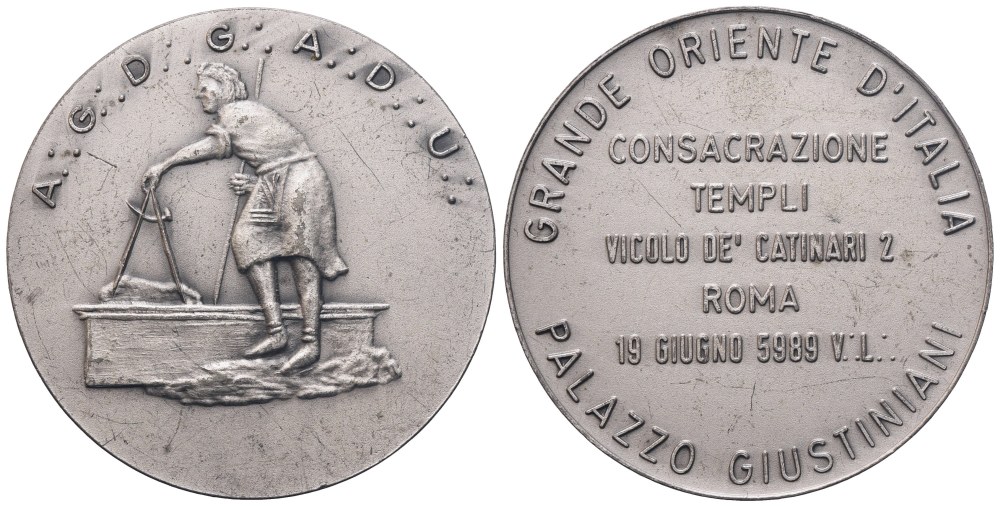 A∴G∴D∴G∴A∴D∴U∴
GRANDE ORIENTE D'ITALIA
CONSACRAZIONE
TEMPLI
VICOLO DE' CATINARI 2
ROMA
19 GIUGNO 5989 V∴L∴
PALAZZO GIUSTINIANI